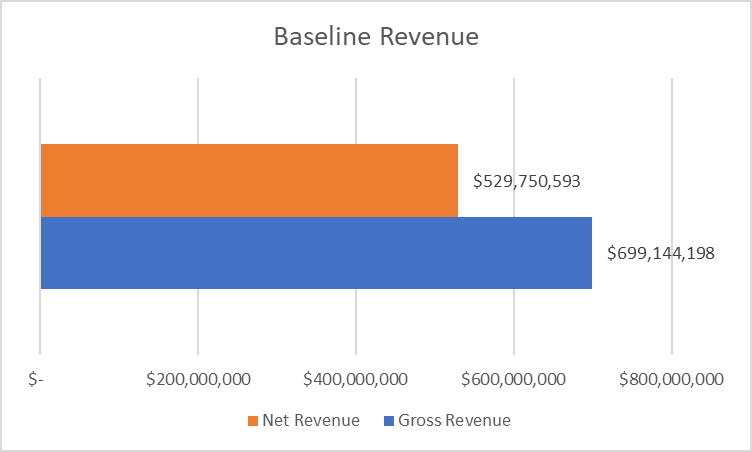 Baseline Revenue
$529,750,593
$699,144,198
$- $200,000,000 $400,000,000 $600,000,000 $800,000,000
Net Revenue Gross Revenue